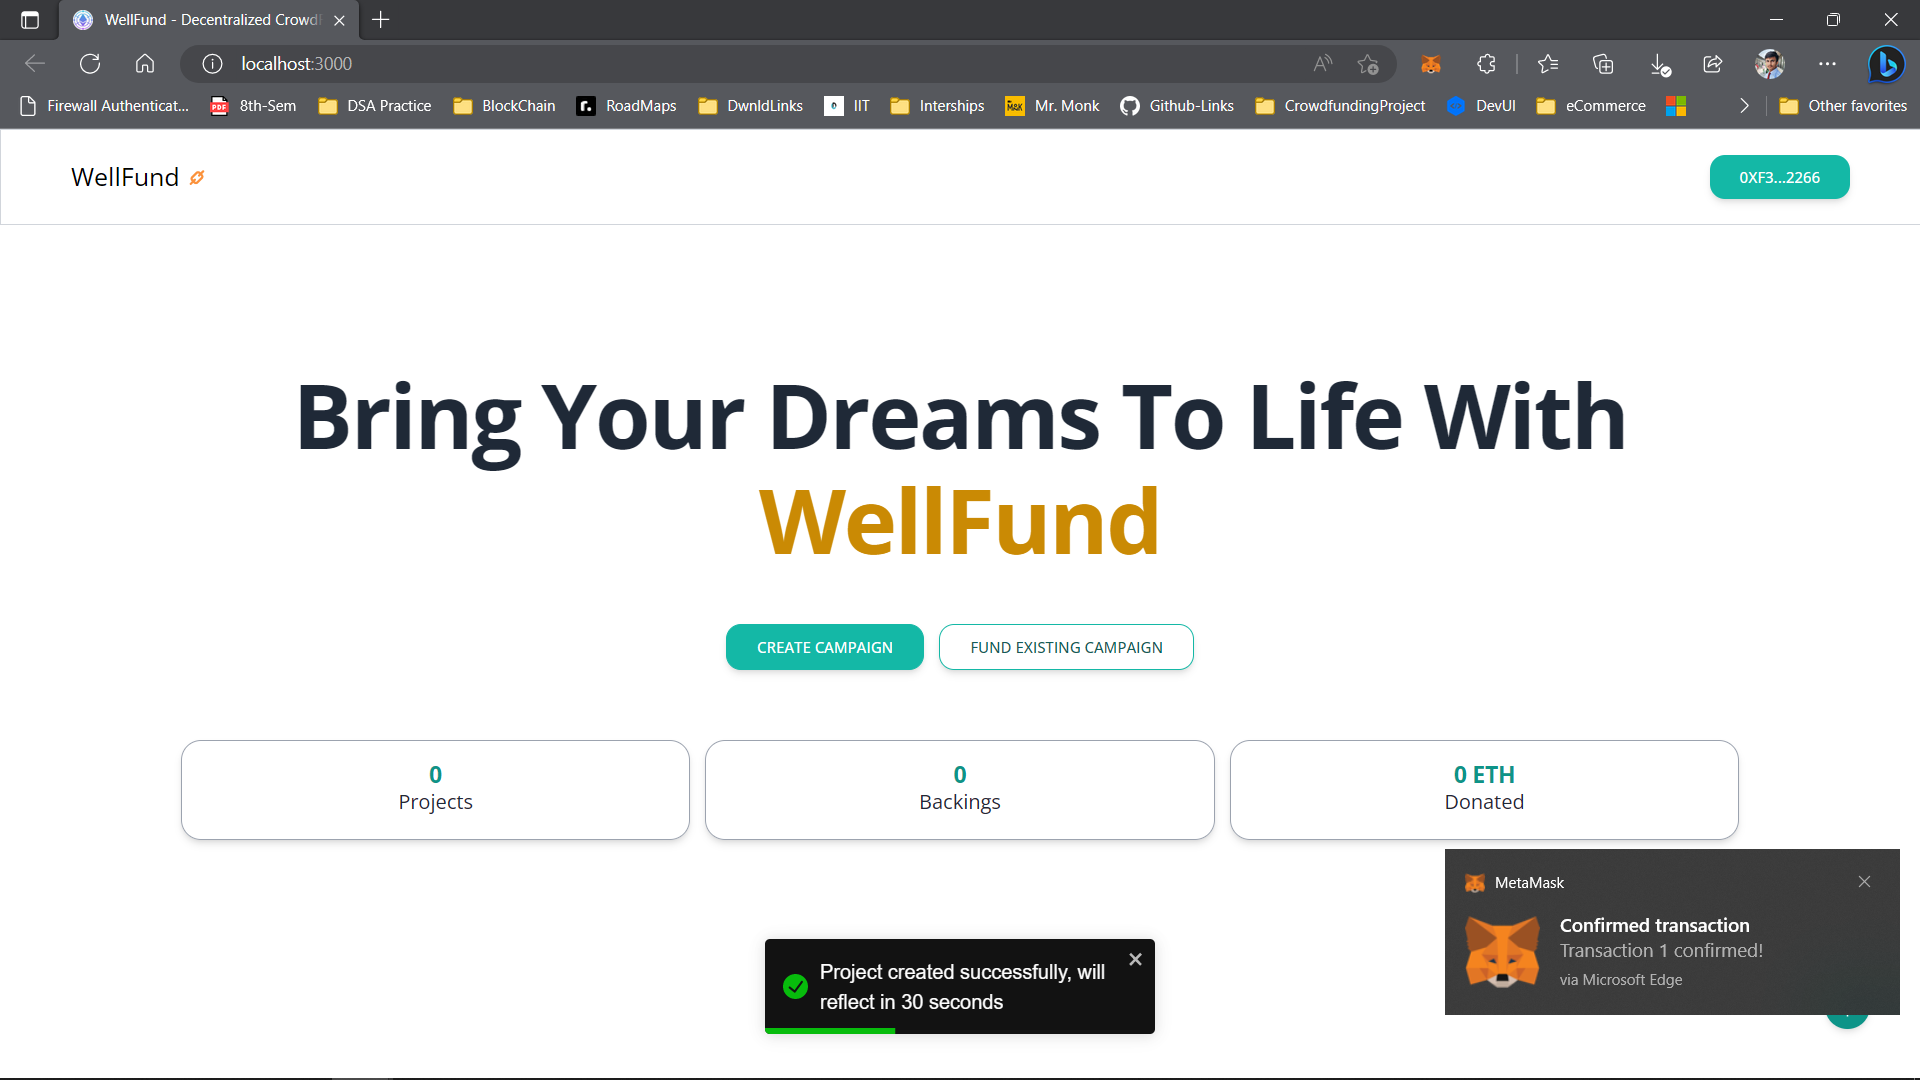 WellFund - Decentralized Crowdf
localhost:3000
Firewall Authenticat...
8th-Sem
DSA Practice
BlockChain
RoadMaps
DwnldLinks
IIT
Interships
Mr. Monk
Github-Links
CrowdfundingProject
DevUI
eCommerce
Other favorites
WellFund
0XF3...2266
Bring Your Dreams To Life With
WellFund
CREATE CAMPAIGN
FUND EXISTING CAMPAIGN
0
Projects
0
Backings
0 ETH
Donated
MetaMask
Confirmed transaction
Transaction 1 confirmed!
via Microsoft Edge
Project created successfully, will
reflect in 30 seconds